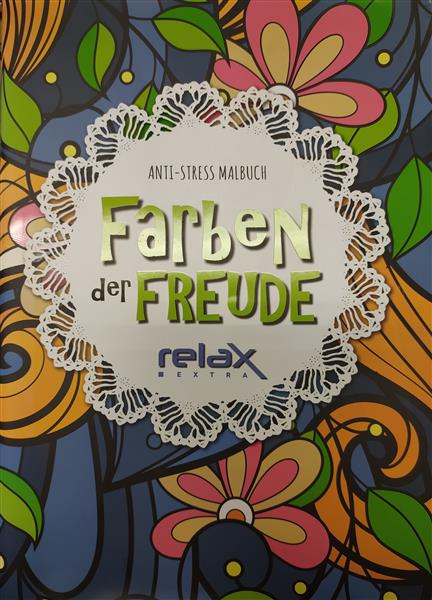 ANTI-STRESS MALBUCH
Farben
der FREUDE
relax
EXTRA